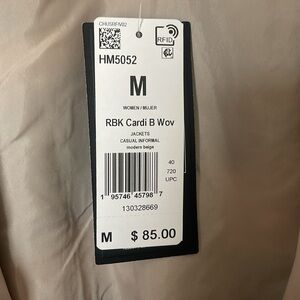 CHUSRFN02
RFID
HM5052
M
WOMEN / MUJER
RBK Cardi B Wov
JACKETS
CASUAL INFORMAL
modern beige
40
720
UPC
1 95746 45798 7
130328669
M $ 85.00